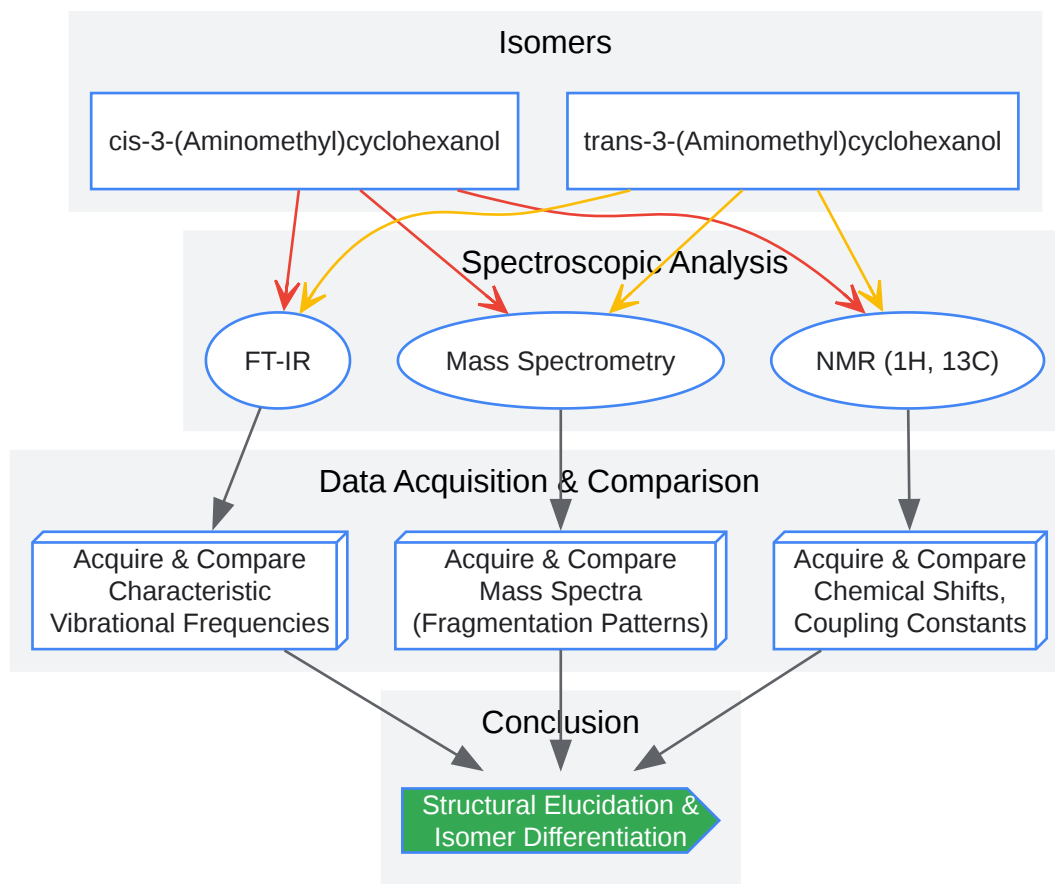 Isomers
cis-3-(Aminomethyl)cyclohexanol
trans-3-(Aminomethyl)cyclohexanol
Spectroscopic Analysis
FT-IR
Mass Spectrometry
NMR (1H, 13C)
Data Acquisition & Comparison
Acquire & Compare
Characteristic
Vibrational Frequencies
Acquire & Compare
Mass Spectra
(Fragmentation Patterns)
Acquire & Compare
Chemical Shifts,
Coupling Constants
Conclusion
Structural Elucidation &
Isomer Differentiation